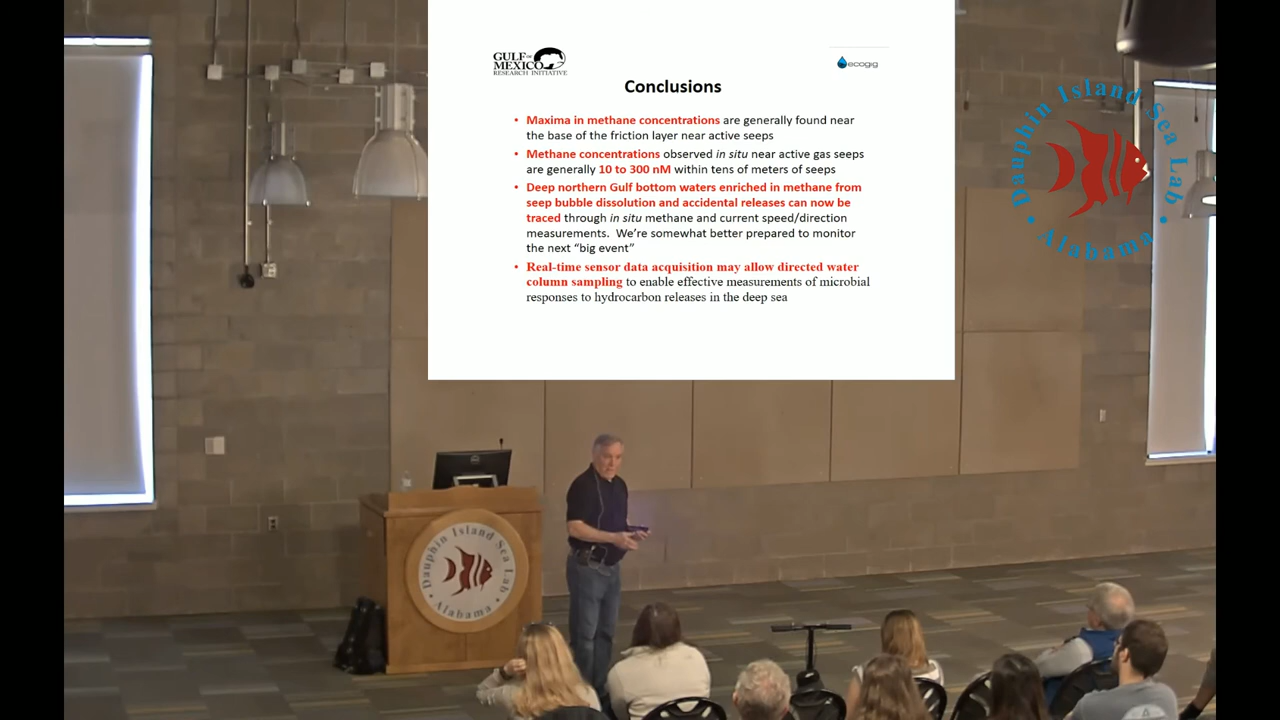 GULF OF
MEXICO
RESEARCH INITIATIVE
ecogig
Conclusions
• Maxima in methane concentrations are generally found near
the base of the friction layer near active seeps
• Methane concentrations observed in situ near active gas seeps
are generally 10 to 300 nM within tens of meters of seeps
• Deep northern Gulf bottom waters enriched in methane from
seep bubble dissolution and accidental releases can now be
traced through in situ methane and current speed/direction
measurements. We're somewhat better prepared to monitor
the next “big event”
• Real-time sensor data acquisition may allow directed water
column sampling to enable effective measurements of microbial
responses to hydrocarbon releases in the deep sea
Dauphin Island Sea Lab
• Alabama •
Dauphin Island Sea Lab
• Alabama •